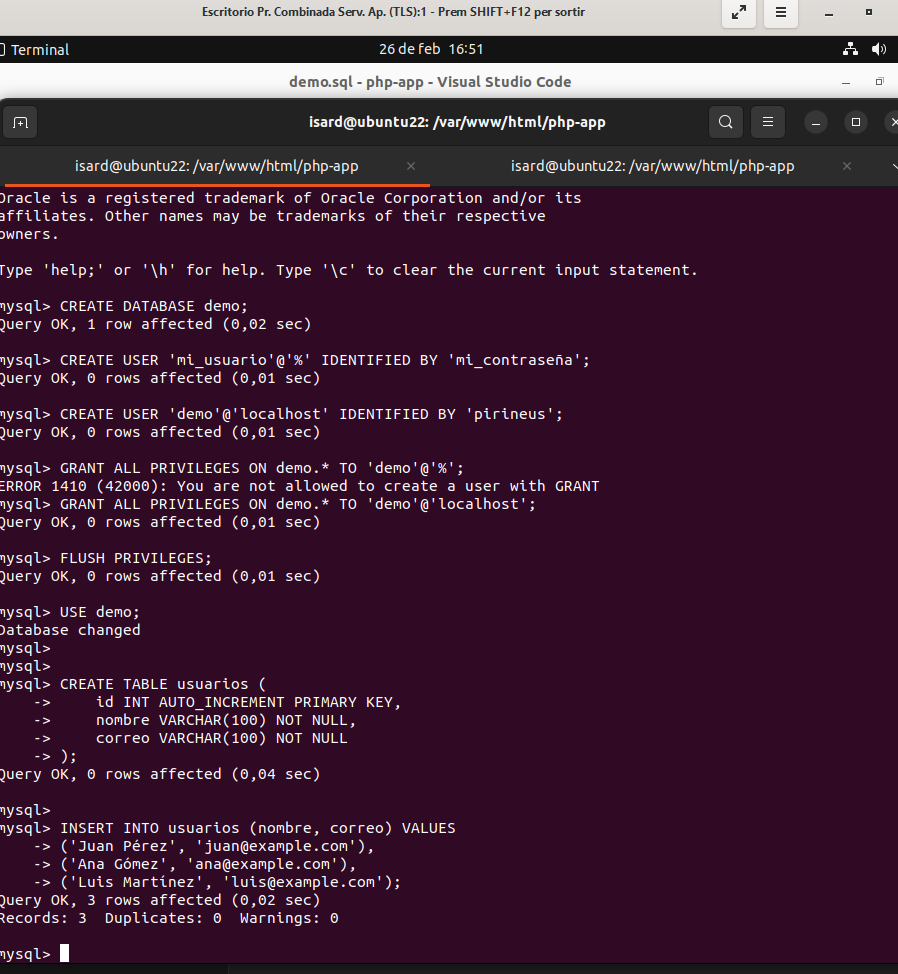 Escritorio Pr. Combinada Serv. Ap. (TLS):1 - Prem SHIFT+F12 per sortir
Terminal
26 de feb 16:51
demo.sql - php-app - Visual Studio Code
isard@ubuntu22: /var/www/html/php-app
isard@ubuntu22: /var/www/html/php-app × isard@ubuntu22: /var/www/html/php-app ×
Oracle is a registered trademark of Oracle Corporation and/or its
affiliates. Other names may be trademarks of their respective
owners.
Type 'help;' or '\h' for help. Type '\c' to clear the current input statement.
mysql> CREATE DATABASE demo;
Query OK, 1 row affected (0,02 sec)
mysql> CREATE USER 'mi_usuario'@'%' IDENTIFIED BY 'mi_contraseña';
Query OK, 0 rows affected (0,01 sec)
mysql> CREATE USER 'demo'@'localhost' IDENTIFIED BY 'pirineus';
Query OK, 0 rows affected (0,01 sec)
mysql> GRANT ALL PRIVILEGES ON demo.* TO 'demo'@'%';
ERROR 1410 (42000): You are not allowed to create a user with GRANT
mysql> GRANT ALL PRIVILEGES ON demo.* TO 'demo'@'localhost';
Query OK, 0 rows affected (0,01 sec)
mysql> FLUSH PRIVILEGES;
Query OK, 0 rows affected (0,01 sec)
mysql> USE demo;
Database changed
mysql>
mysql>
mysql> CREATE TABLE usuarios (
    ->     id INT AUTO_INCREMENT PRIMARY KEY,
    ->     nombre VARCHAR(100) NOT NULL,
    ->     correo VARCHAR(100) NOT NULL
    -> );
Query OK, 0 rows affected (0,04 sec)
mysql>
mysql> INSERT INTO usuarios (nombre, correo) VALUES
    -> ('Juan Pérez', 'juan@example.com'),
    -> ('Ana Gómez', 'ana@example.com'),
    -> ('Luis Martínez', 'luis@example.com');
Query OK, 3 rows affected (0,02 sec)
Records: 3  Duplicates: 0  Warnings: 0
mysql>